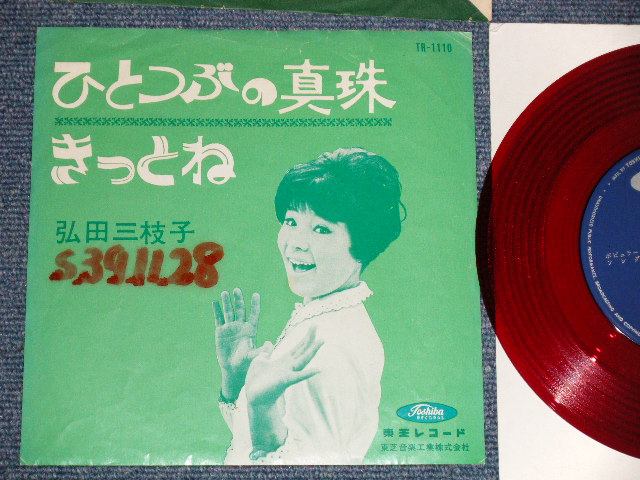 TR-1110
ひとつぶの真珠
きっとね
弘田三枝子
S39.11.28
Toshiba
RECORDS
東芝レコード
東芝音楽工業株式会社